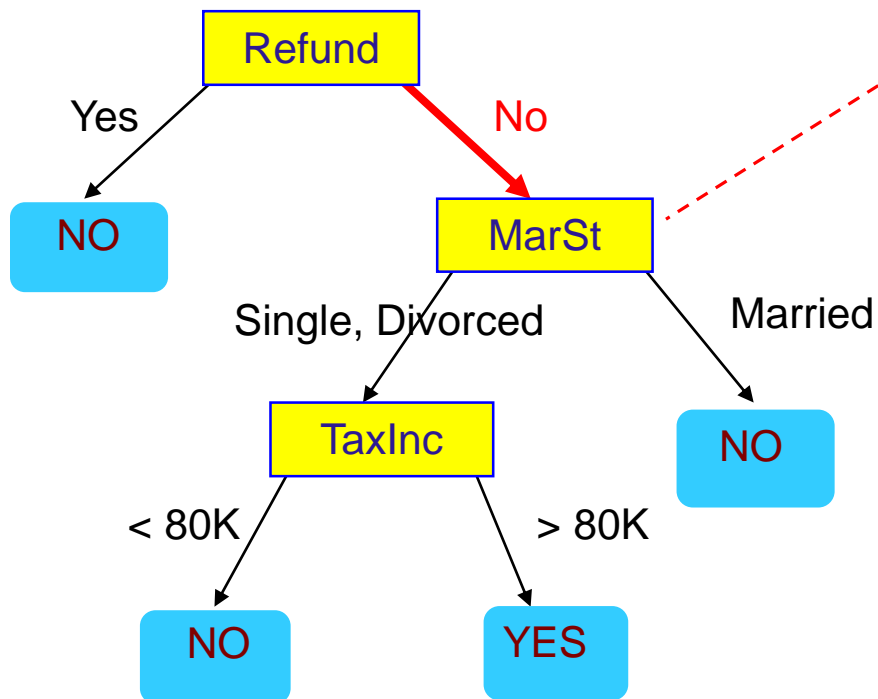 Refund
Yes
No
NO
MarSt
Single, Divorced
Married
TaxInc
NO
< 80K
> 80K
NO
YES